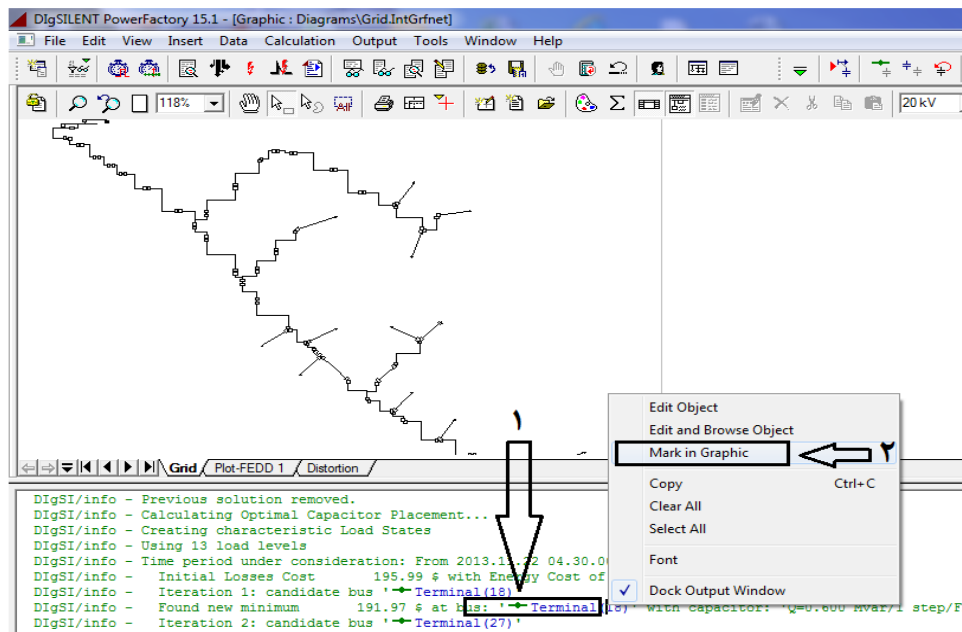 DIgSILENT PowerFactory 15.1 - [Graphic : Diagrams\Grid.IntGrfnet]
File Edit View Insert Data Calculation Output Tools Window Help
118%
20 kV
Edit Object
Edit and Browse Object
Mark in Graphic
۲
Copy Ctrl+C
Clear All
Select All
Font
Dock Output Window
۱
Grid Plot-FEDD 1 Distortion
DIgSI/info - Previous solution removed.
DIgSI/info - Calculating Optimal Capacitor Placement...
DIgSI/info - Creating characteristic Load States
DIgSI/info - Using 13 load levels
DIgSI/info - Time period under consideration: From 04.30.0
DIgSI/info - Initial Losses Cost 195.99 $ with Energy Cost of
DIgSI/info - Iteration 1: candidate bus 'Terminal(18)'
DIgSI/info - Found new minimum 191.97 $ at bus: 'Terminal(18)' with capacitor: 'Q=0.600 Mvar/1 step/F
DIgSI/info - Iteration 2: candidate bus 'Terminal(27)'